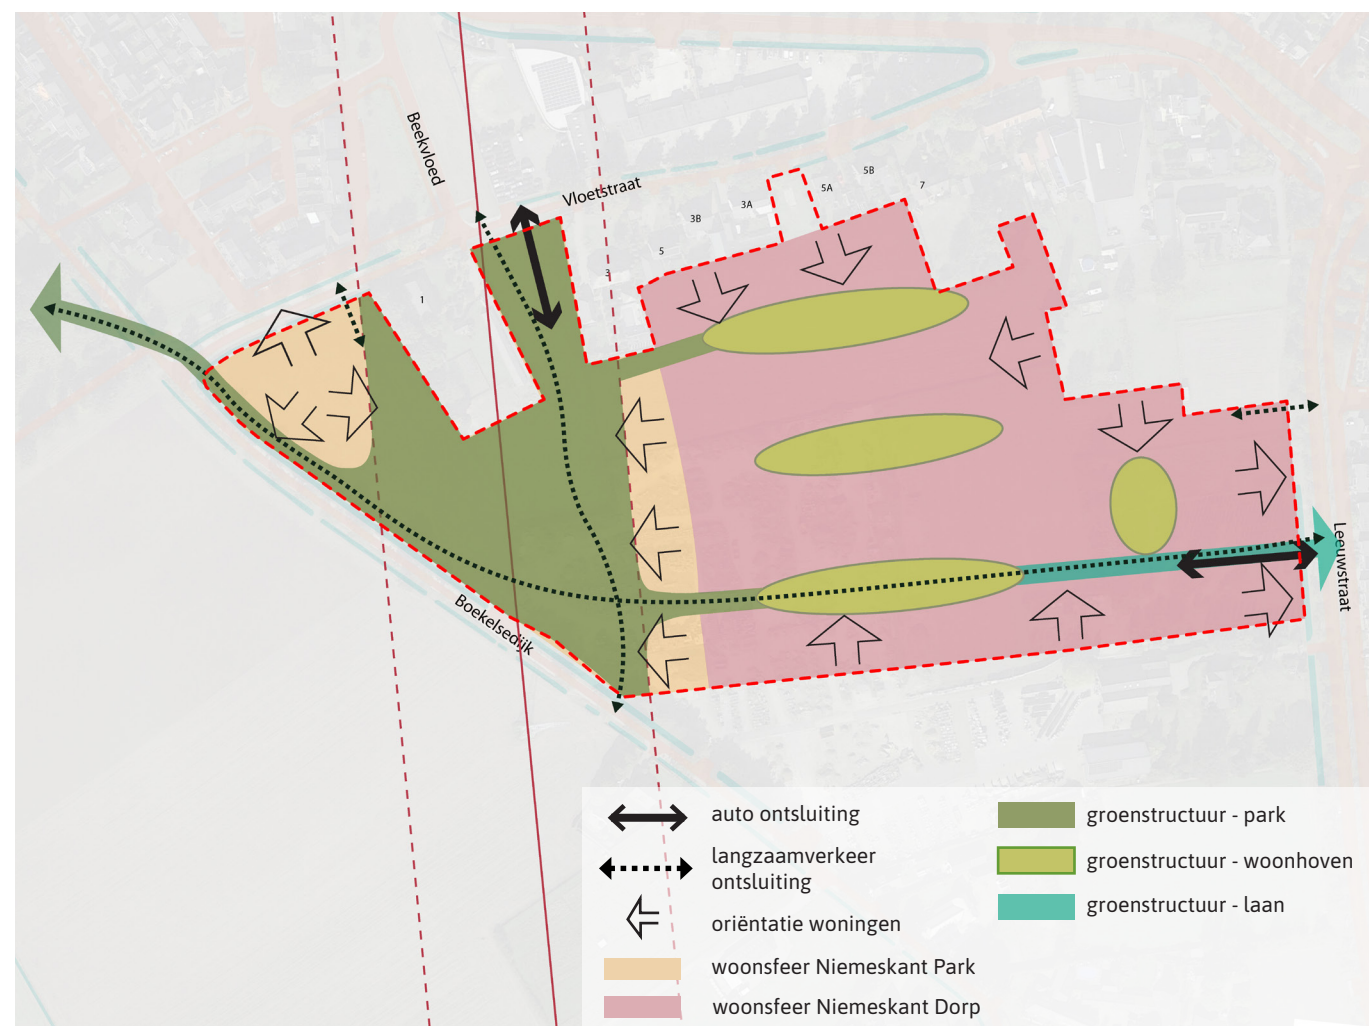 Beekvloed
Vloetstraat
5B
5A
7
3A
3B
5
3
1
Leeuwstraat
Boekelsedijk
auto ontsluiting
langzaamverkeer
ontsluiting
oriëntatie woningen
woonsfeer Niemeskant Park
woonsfeer Niemeskant Dorp
groenstructuur - park
groenstructuur - woonhoven
groenstructuur - laan